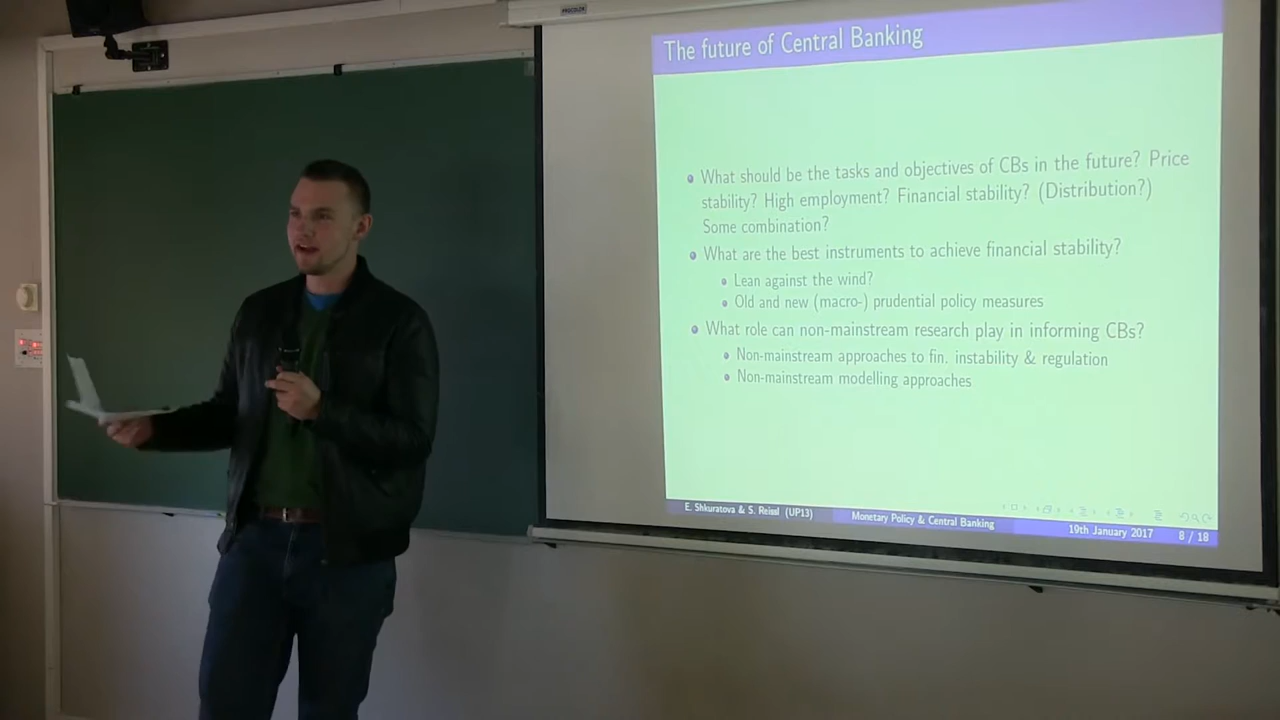 PROCOLOR
The future of Central Banking
What should be the tasks and objectives of CBs in the future? Price
stability? High employment? Financial stability? (Distribution?)
Some combination?
What are the best instruments to achieve financial stability?
Lean against the wind?
Old and new (macro-) prudential policy measures
What role can non-mainstream research play in informing CBs?
Non-mainstream approaches to fin. instability & regulation
Non-mainstream modelling approaches
E. Shkuratova & S. Reissl (UP13) Monetary Policy & Central Banking 19th January 2017 8 / 18